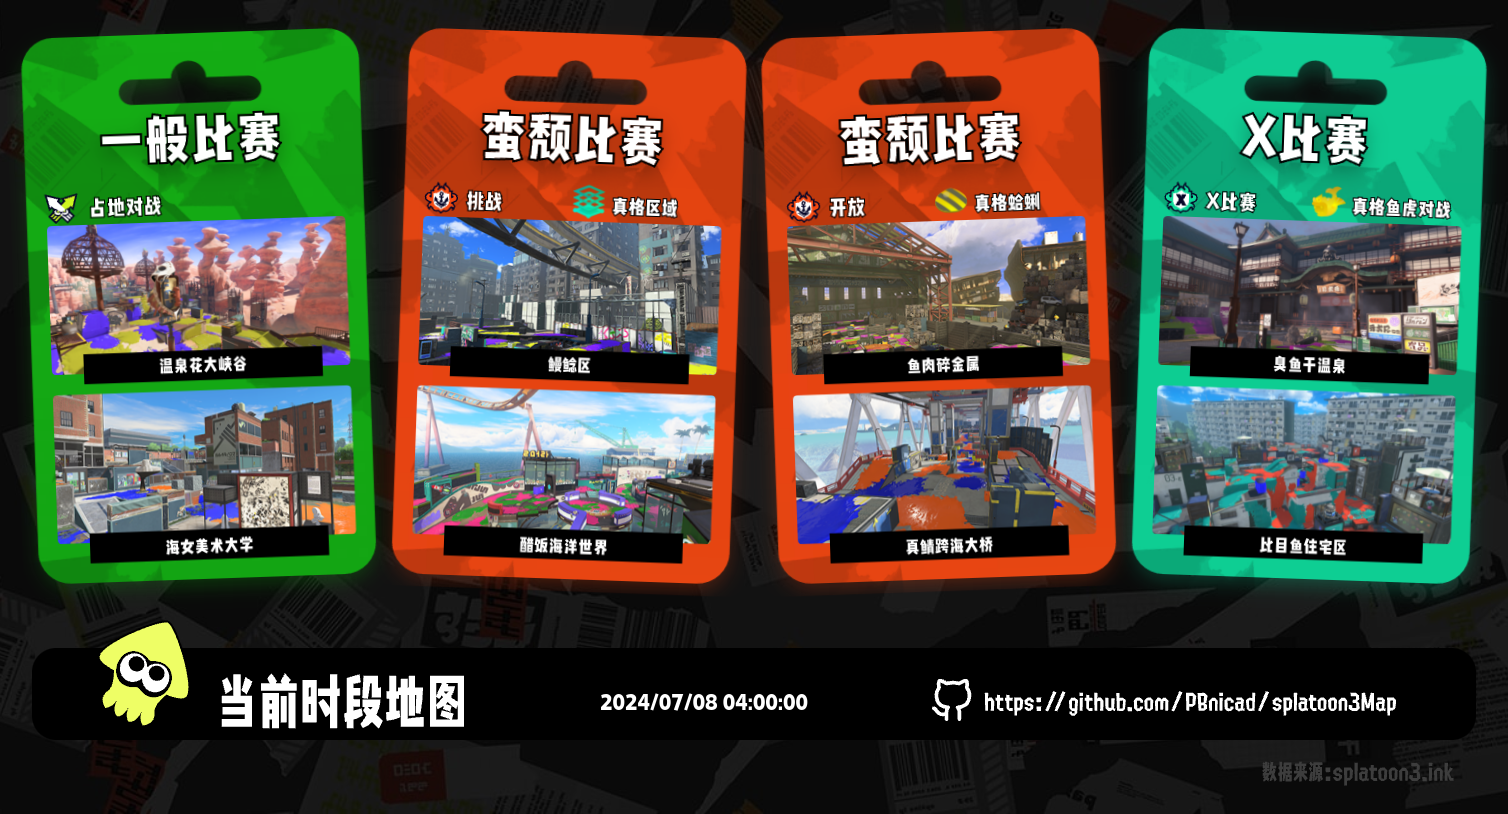 一般比赛
占地对战
温泉花大峡谷
海女美术大学
蛮颓比赛
挑战
真格区域
鳗鲶区
醋饭海洋世界
蛮颓比赛
开放
真格蛤蜊
鱼肉碎金属
真鲭跨海大桥
X比赛
X比赛
真格鱼虎对战
臭鱼干温泉
比目鱼住宅区
当前时段地图
2024/07/08 04:00:00
https://github.com/PBnicad/splatoon3Map
数据来源:splatoon3.ink